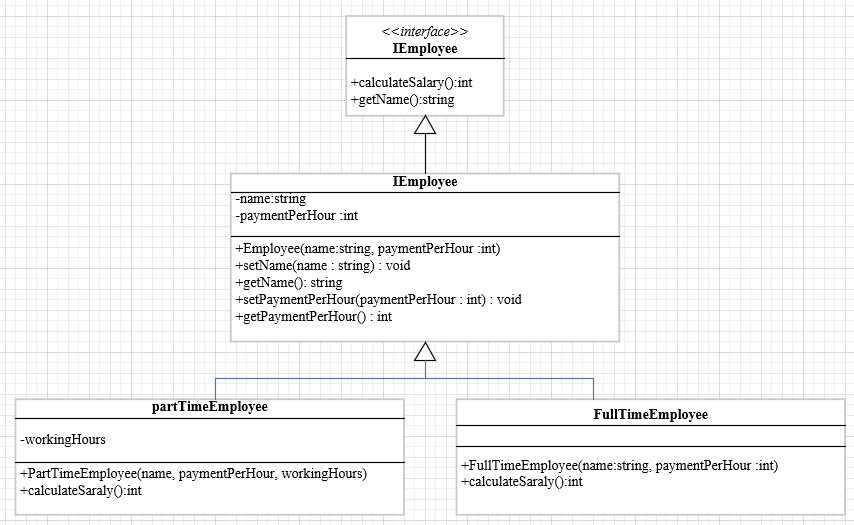 <<interface>>
IEmployee
+calculateSalary():int
+getName():string
IEmployee
-name:string
-paymentPerHour :int
+Employee(name:string, paymentPerHour :int)
+setName(name : string) : void
+getName(): string
+setPaymentPerHour(paymentPerHour : int) : void
+getPaymentPerHour() : int
partTimeEmployee
-workingHours
+PartTimeEmployee(name, paymentPerHour, workingHours)
+calculateSaraly():int
FullTimeEmployee
+FullTimeEmployee(name:string, paymentPerHour :int)
+calculateSaraly():int